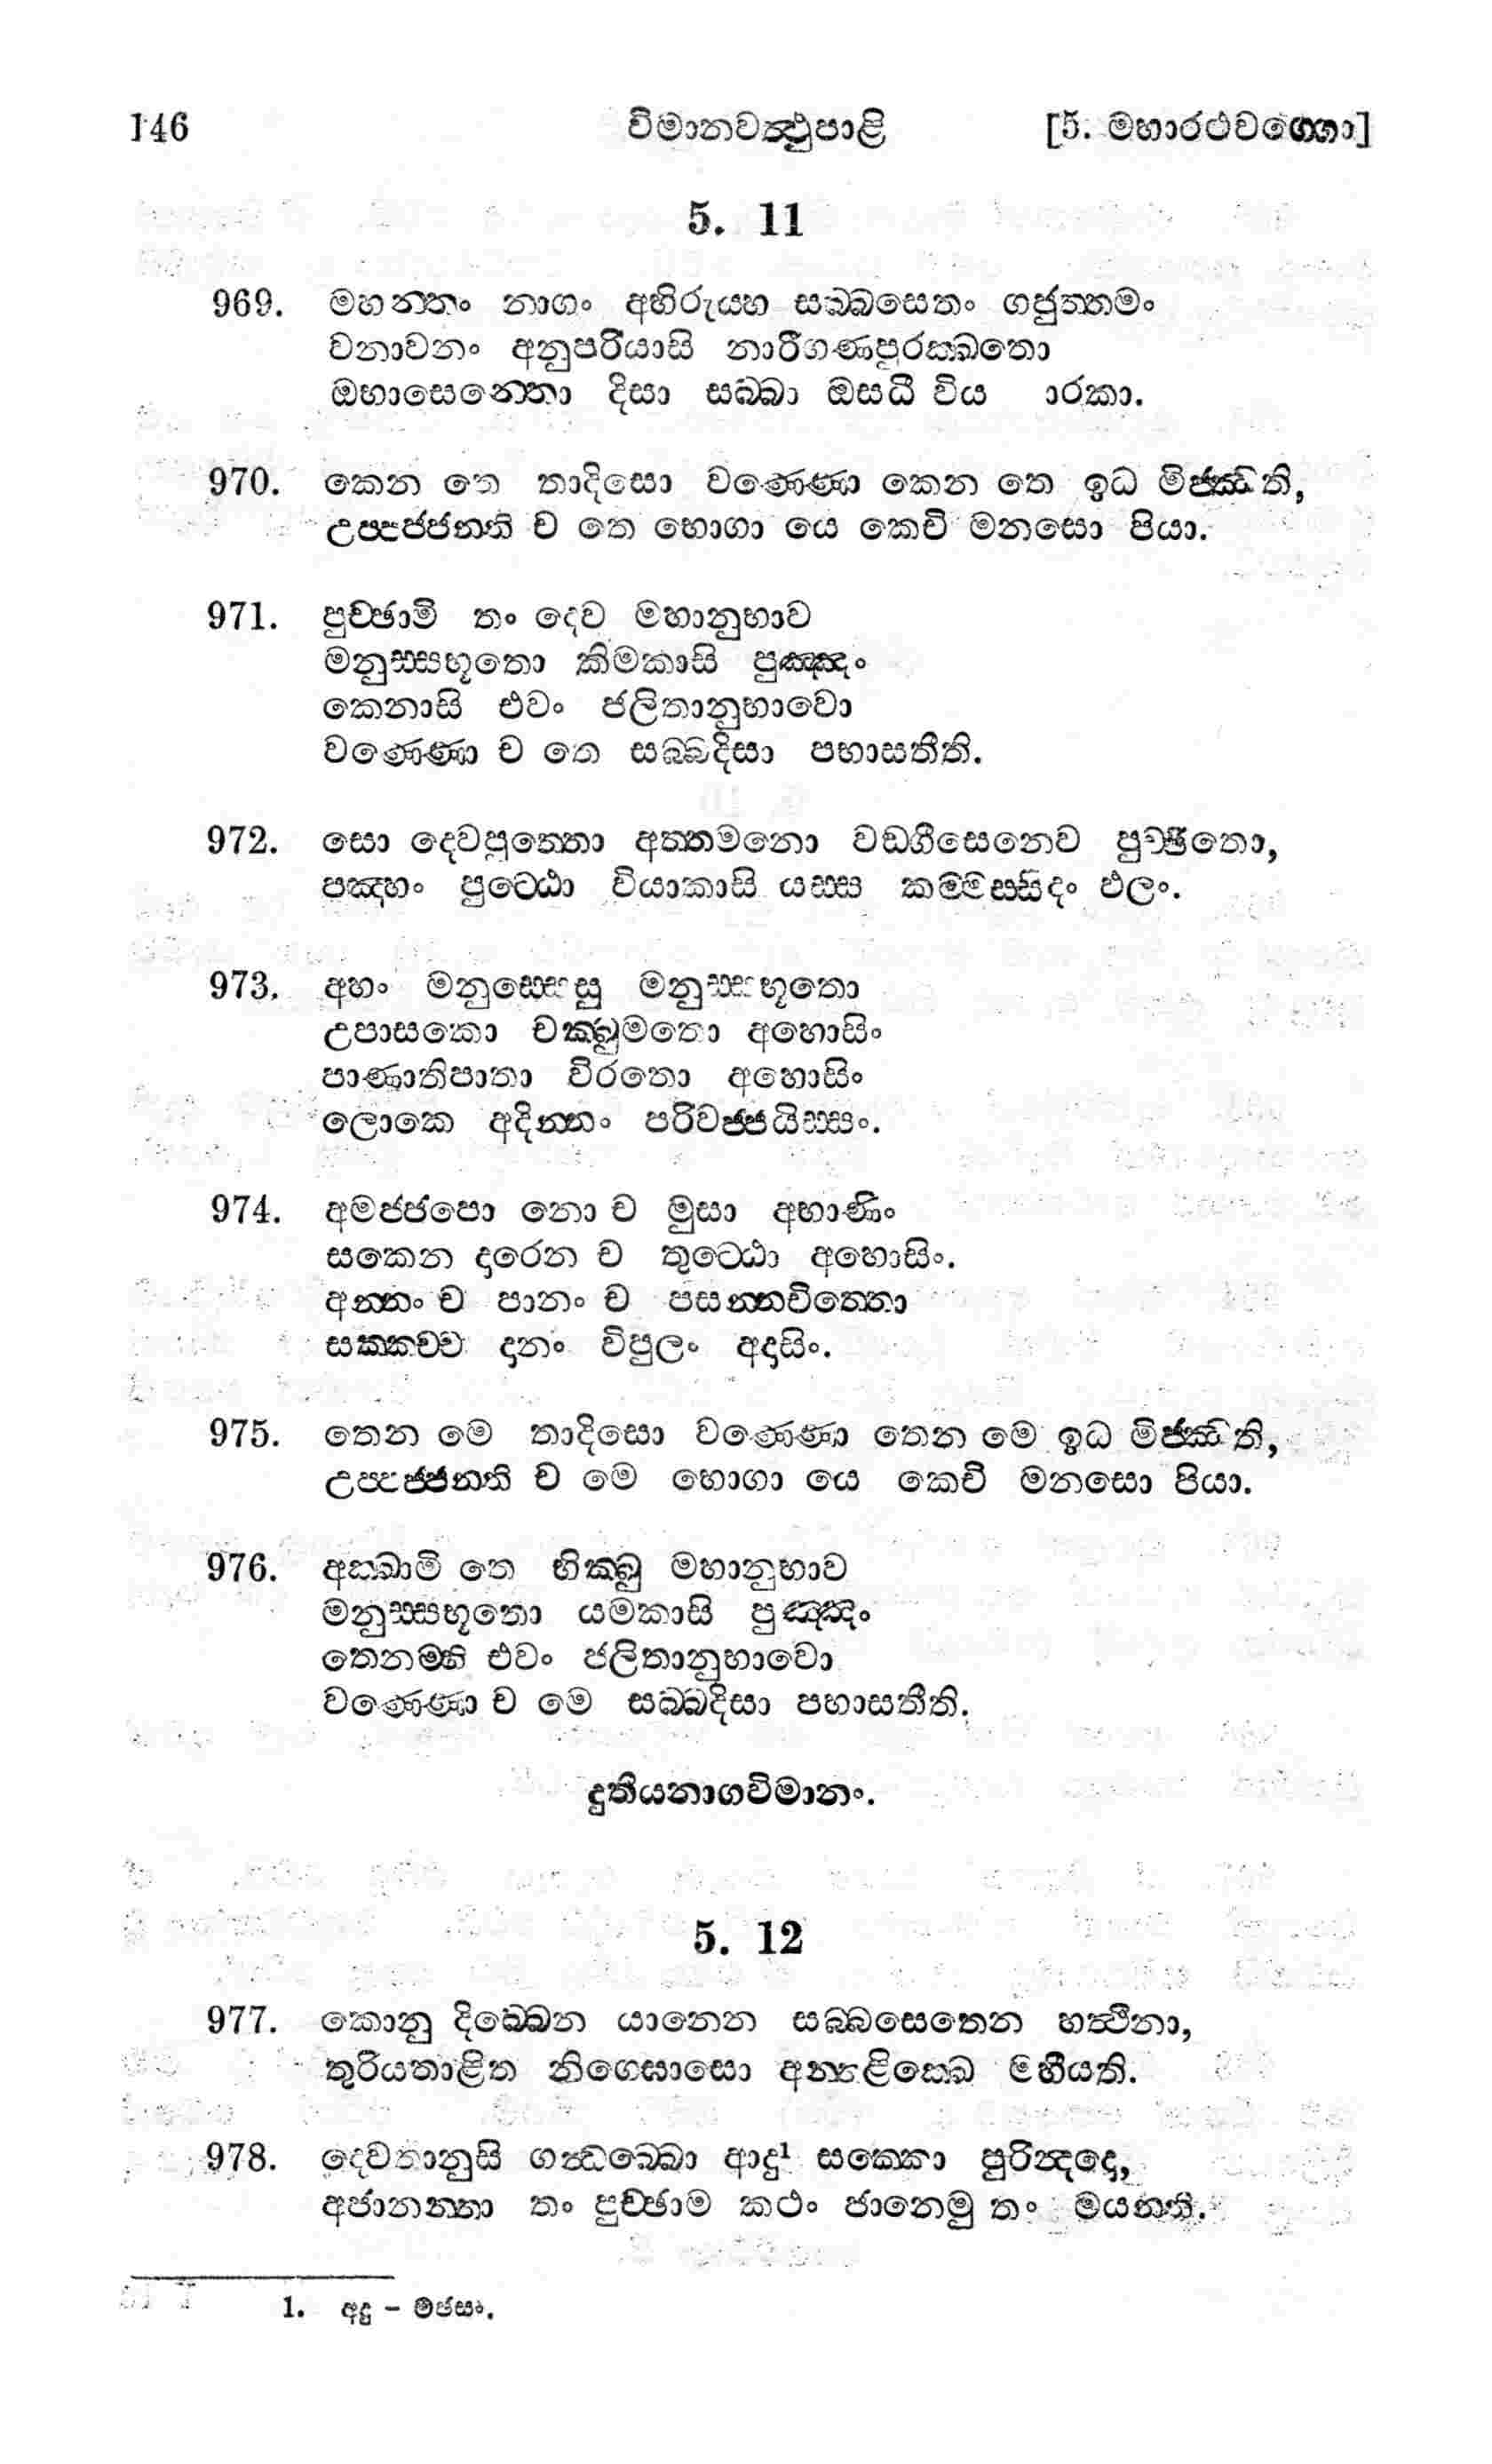 146 විමානවත්‍ථුපාළි [5. මහාරථවග්ගො]
5. 11
969. මහන්තං නාගං අභිරුය්හ සබ්බසෙතං ගජුත්තමං
වනාවනං අනුපරියාසි නාරීගණපුරක්ඛතො
ඔභාසෙන්තො දිසා සබ්බා ඔසධී විය ාරකා.
970. කෙන තෙ තාදිසො වණ්ණො කෙන තෙ ඉධ මිජ්ඣති,
උප්පජ්ජන්ති ච තෙ භොගා යෙ කෙචි මනසො පියා.
971. පුච්ඡාමි තං දෙව මහානුභාව
මනුස්සභූතො කිමකාසි පුඤ්ඤං
කෙනාසි එවං ජලිතානුභාවො
වණ්ණො ච තෙ සබ්බදිසා පභාසතීති.
972. සො දෙවපුත්තො අත්තමනො වඞ්ගීසෙනෙව පුච්ඡිතො,
පඤ්හං පුට්ඨො වියාකාසි යස්ස කම්මස්සිදං ඵලං.
973. අහං මනුස්සෙසු මනුස්සභූතො
උපාසකො චක්ඛුමතො අහොසිං
පාණාතිපාතා විරතො අහොසිං
ලොකෙ අදින්නං පරිවජ්ජයිස්සං.
974. අමජ්ජපො නො ච මුසා අභාණිං
සකෙන දාරෙන ච තුට්ඨො අහොසිං.
අන්නං ච පානං ච පසන්නචිත්තො
සක්කච්ච දානං විපුලං අදාසිං.
975. තෙන මෙ තාදිසො වණ්ණො තෙන මෙ ඉධ මිජ්ඣති,
උප්පජ්ජන්ති ච මෙ භොගා යෙ කෙචි මනසො පියා.
976. අක්ඛාමි තෙ භික්ඛු මහානුභාව
මනුස්සභූතො යමකාසි පුඤ්ඤං
තෙනම්හි එවං ජලිතානුභාවො
වණ්ණො ච මෙ සබ්බදිසා පභාසතීති.
දුතියනාගවිමානං.
5. 12
977. කොනු දිබ්බෙන යානෙන සබ්බසෙතෙන හත්‍ථිනා,
තුරියතාළිත නිග්ඝොසො අන්තළික්ඛෙ මහීයති.
978. දෙවතානුසි ගන්‍ධබ්බො ආදු¹ සක්කො පුරින්‍දදො,
අජානන්තා තං පුච්ඡාම කථං ජානෙමු තං මයන්ති.
1. අදු – මජසං.